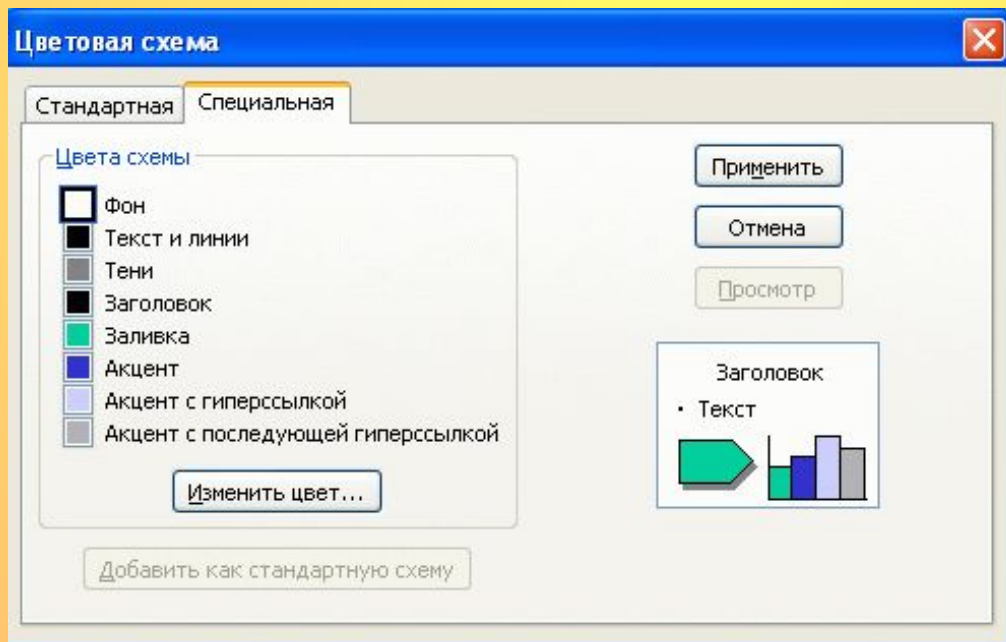 Цветовая схема
Стандартная
Специальная
Цвета схемы
Фон
Текст и линии
Тени
Заголовок
Заливка
Акцент
Акцент с гиперссылкой
Акцент с последующей гиперссылкой
Изменить цвет...
Добавить как стандартную схему
Применить
Отмена
Просмотр
Заголовок
· Текст